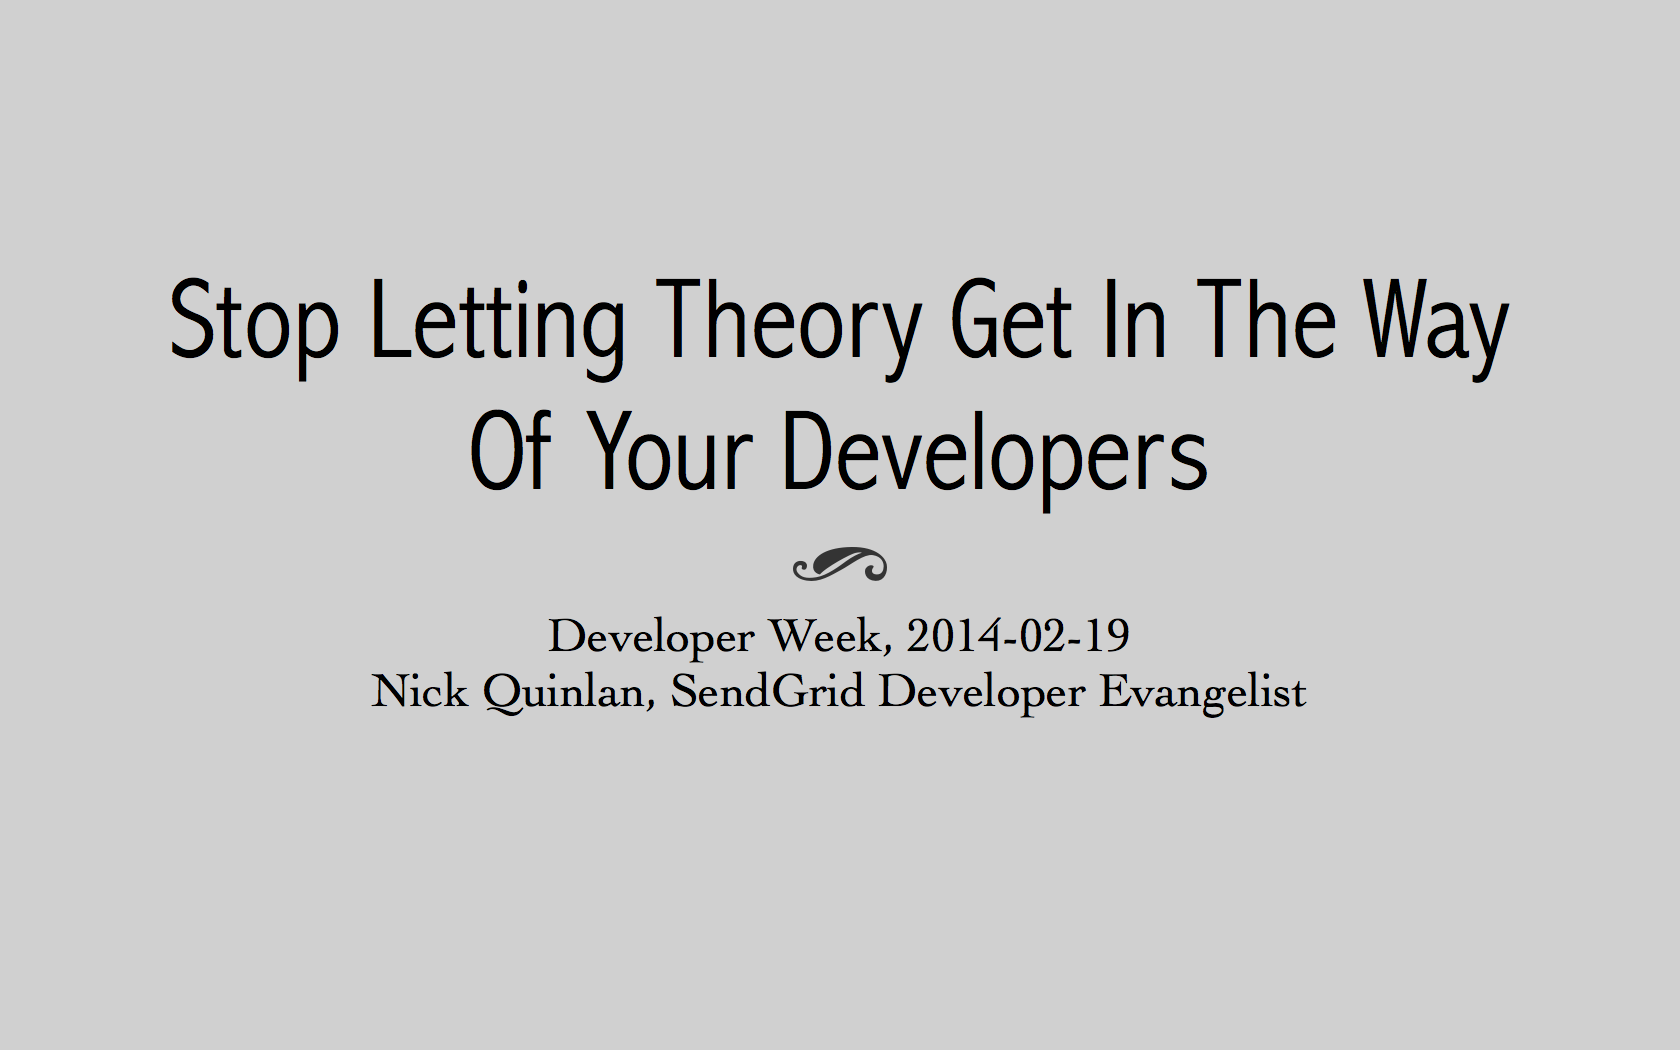 Stop Letting Theory Get In The Way
Of Your Developers
Developer Week, 2014-02-19
Nick Quinlan, SendGrid Developer Evangelist